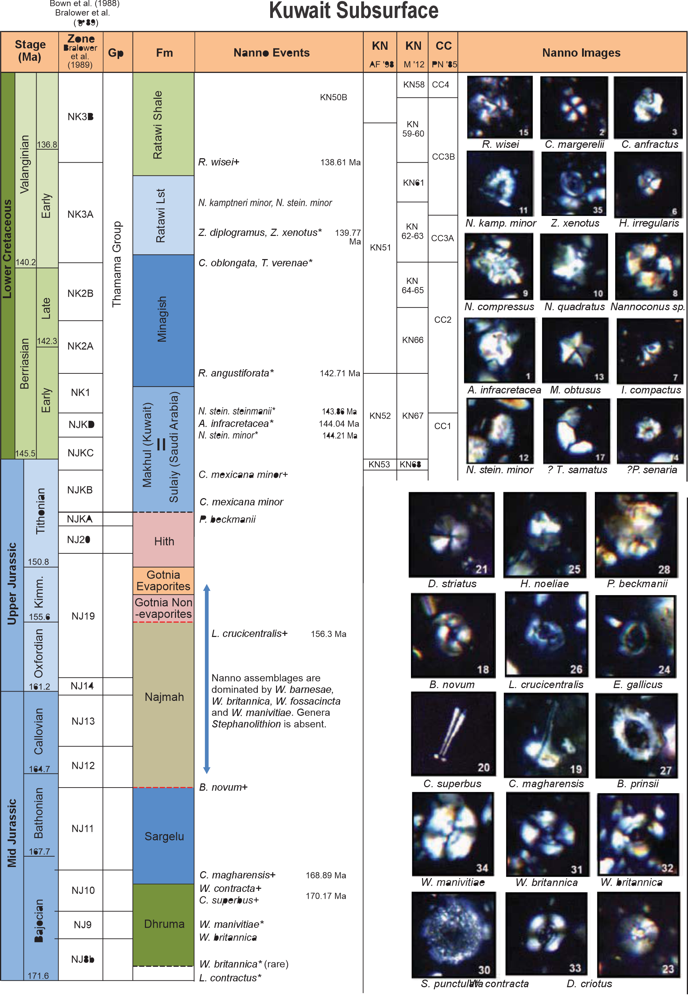 Bown et al. (1988)
Bralower et al.
(1989)
Kuwait Subsurface
Stage
(Ma)
Zone
Bralower
et al.
(1989)
Gp
Fm
Nanno Events
KN
AF '98
KN
M '12
CC
PN '85
Nanno Images
Lower Cretaceous
Valanginian
136.8
Early
140.2
Berriasian
Late
142.3
Early
145.5
Upper Jurassic
Tithonian
150.8
Kimm.
155.6
Oxfordian
161.2
Mid Jurassic
Callovian
164.7
Bathonian
167.7
Bajocian
171.6
NK3B
NK3A
NK2B
NK2A
NK1
NJKD
NJKC
NJKB
NJKA
NJ20
NJ19
NJ14
NJ13
NJ12
NJ11
NJ10
NJ9
NJ8b
Thamama Group
Ratawi Shale
Ratawi Lst
Minagish
Makhul (Kuwait)
=
Sulaiy (Saudi Arabia)
Hith
Gotnia
Evaporites
Gotnia Non
-evaporites
Najmah
Sargelu
Dhruma
KN50B
R. wisei+ 138.61 Ma
N. kamptneri minor, N. stein. minor
Z. diplogramus, Z. xenotus* 139.77
Ma
C. oblongata, T. verenae*
R. angustiforata* 142.71 Ma
N. stein. steinmanii* 143.86 Ma
A. infracretacea* 144.04 Ma
N. stein. minor* 144.21 Ma
C. mexicana minor+
C. mexicana minor
P. beckmanii
L. crucicentralis+ 156.3 Ma
Nanno assemblages are
dominated by W. barnesae,
W. britannica, W. fossacincta
and W. manivitiae. Genera
Stephanolithion is absent.
B. novum+
C. magharensis+ 168.89 Ma
W. contracta+
C. superbus+ 170.17 Ma
W. manivitiae*
W. britannica
W. britannica* (rare)
L. contractus*
KN51
KN52
KN53
KN58
KN
59-60
KN61
KN
62-63
KN
64-65
KN66
KN67
KN68
CC4
CC3B
CC3A
CC2
CC1
15 2 3
R. wisei C. margerelii C. anfractus
11 35 6
N. kamp. minor Z. xenotus H. irregularis
9 10 8
N. compressus N. quadratus Nannoconus sp.
1 13 7
A. infracretacea M. obtusus I. compactus
12 17 14
N. stein. minor ? T. samatus ?P. senaria
21 25 28
D. striatus H. noeliae P. beckmanii
18 26 24
B. novum L. crucicentralis E. gallicus
20 19 27
C. superbus C. magharensis B. prinsii
34 31 32
W. manivitiae W. britannica W. britannica
30 33 23
S. punctulata W. contracta D. criotus